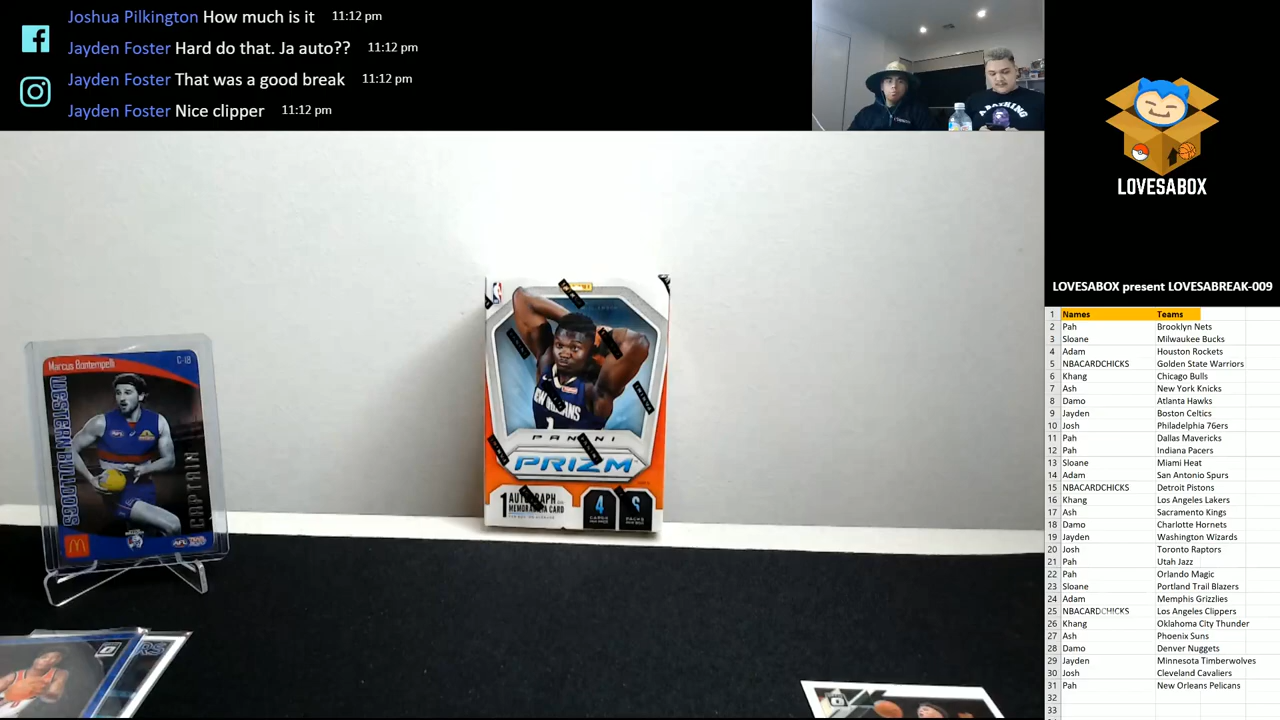 Joshua Pilkington How much is it 11:12 pm
Jayden Foster Hard do that. Ja auto?? 11:12 pm
Jayden Foster That was a good break 11:12 pm
Jayden Foster Nice clipper 11:12 pm
LOVESABOX
LOVESABOX present LOVESABREAK-009
1 Names Teams
2 Pah Brooklyn Nets
3 Sloane Milwaukee Bucks
4 Adam Houston Rockets
5 NBACARDCHICKS Golden State Warriors
6 Khang Chicago Bulls
7 Ash New York Knicks
8 Damo Atlanta Hawks
9 Jayden Boston Celtics
10 Josh Philadelphia 76ers
11 Pah Dallas Mavericks
12 Pah Indiana Pacers
13 Sloane Miami Heat
14 Adam San Antonio Spurs
15 NBACARDCHICKS Detroit Pistons
16 Khang Los Angeles Lakers
17 Ash Sacramento Kings
18 Damo Charlotte Hornets
19 Jayden Washington Wizards
20 Josh Toronto Raptors
21 Pah Utah Jazz
22 Pah Orlando Magic
23 Sloane Portland Trail Blazers
24 Adam Memphis Grizzlies
25 NBACARDCHICKS Los Angeles Clippers
26 Khang Oklahoma City Thunder
27 Ash Phoenix Suns
28 Damo Denver Nuggets
29 Jayden Minnesota Timberwolves
30 Josh Cleveland Cavaliers
31 Pah New Orleans Pelicans
32
33
Marcus Bontempelli C-18
WESTERN BULLDOGS
CAPTAIN
PANINI
PRIZM
1 AUTOGRAPH
MEMORABILIA CARD
4